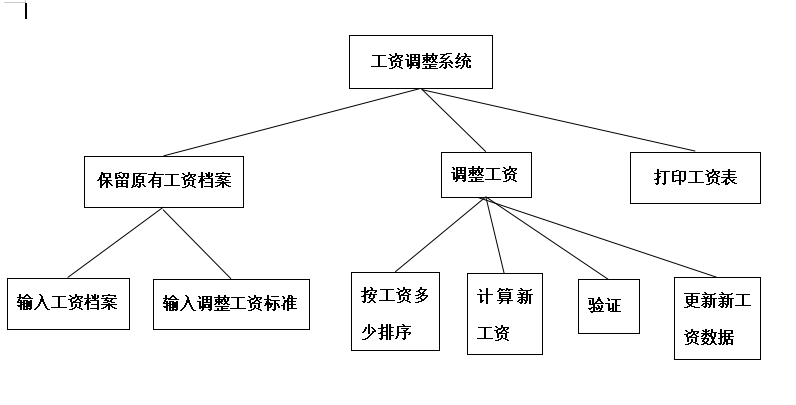 工资调整系统
保留原有工资档案
调整工资
打印工资表
输入工资档案
输入调整工资标准
按工资多
少排序
计算新
工资
验证
更新新工
资数据